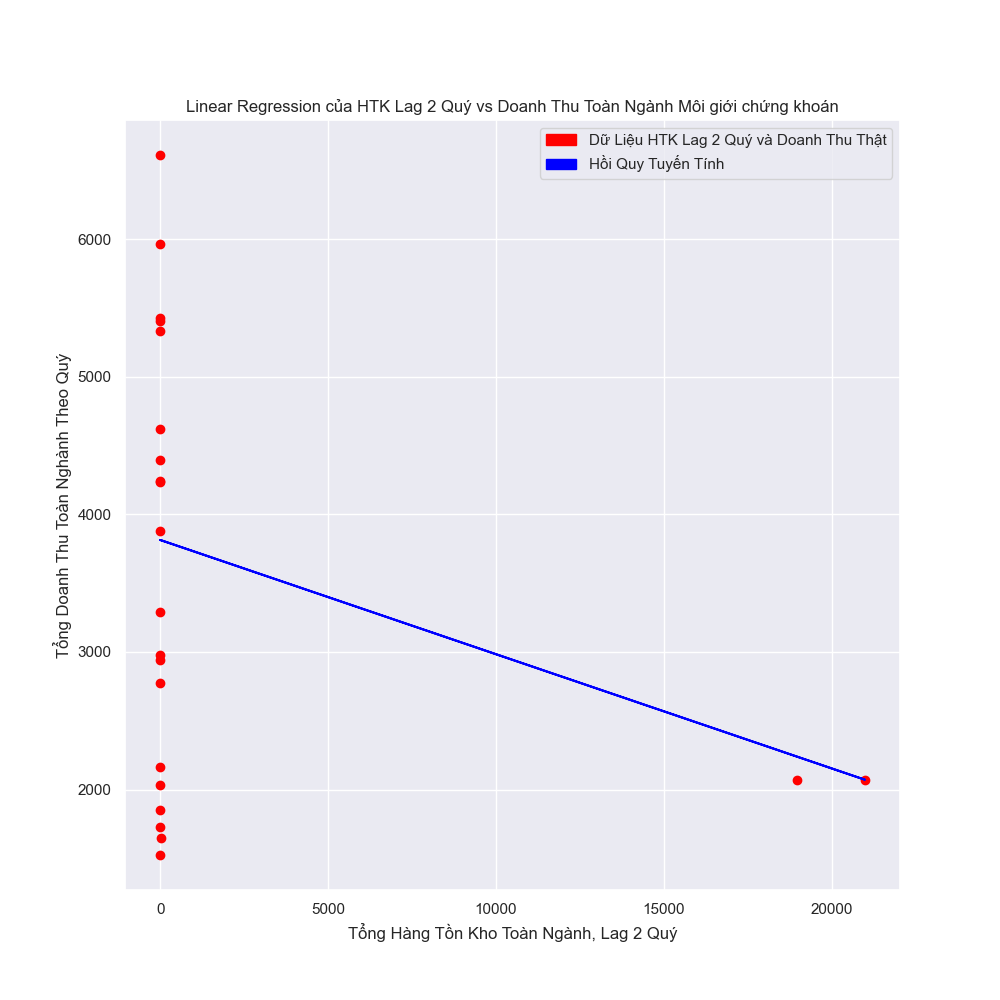 Linear Regression của HTK Lag 2 Quý vs Doanh Thu Toàn Ngành Môi giới chứng khoán
Dữ Liệu HTK Lag 2 Quý và Doanh Thu Thật
Hồi Quy Tuyến Tính
Tổng Doanh Thu Toàn Nghành Theo Quý
6000
5000
4000
3000
2000
0
5000
10000
15000
20000
Tổng Hàng Tồn Kho Toàn Ngành, Lag 2 Quý